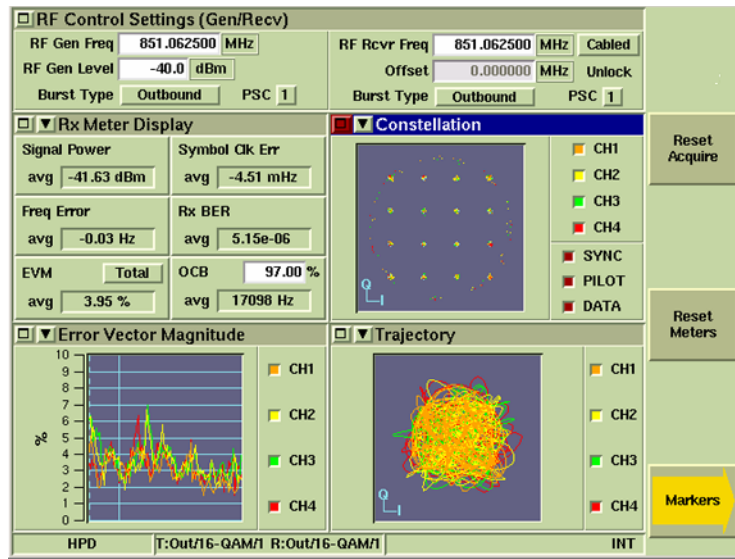 RF Control Settings (Gen/Recv)
RF Gen Freq 851.062500 MHz
RF Gen Level -40.0 dBm
Burst Type Outbound PSC 1
RF Rcvr Freq 851.062500 MHz Cabled
Offset 0.000000 MHz Unlock
Burst Type Outbound PSC 1
Rx Meter Display
Signal Power
avg -41.63 dBm
Symbol Clk Err
avg -4.51 mHz
Freq Error
avg -0.03 Hz
Rx BER
avg 5.15e-06
EVM Total
avg 3.95 %
OCB 97.00 %
avg 17098 Hz
Constellation
Q
I
CH1
CH2
CH3
CH4
SYNC
PILOT
DATA
Error Vector Magnitude
10
9
8
7
6
5
4
3
2
1
0
%
CH1
CH2
CH3
CH4
Trajectory
Q
I
CH1
CH2
CH3
CH4
Reset
Acquire
Reset
Meters
Markers
HPD T:Out/16-QAM/1 R:Out/16-QAM/1 INT